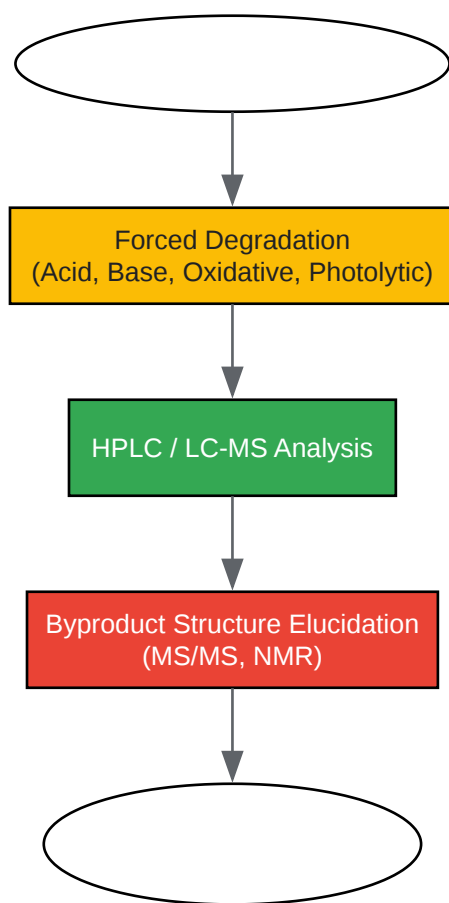 Forced Degradation
(Acid, Base, Oxidative, Photolytic)
HPLC / LC-MS Analysis
Byproduct Structure Elucidation
(MS/MS, NMR)